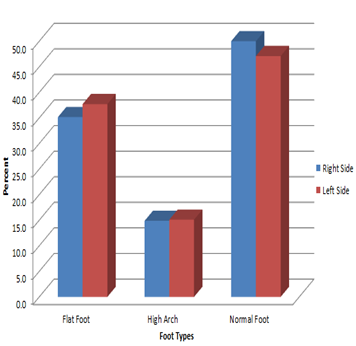 50.0
45.0
40.0
35.0
30.0
25.0
20.0
15.0
10.0
5.0
0.0
Percent
Flat Foot High Arch Normal Foot
Foot Types
Right Side
Left Side